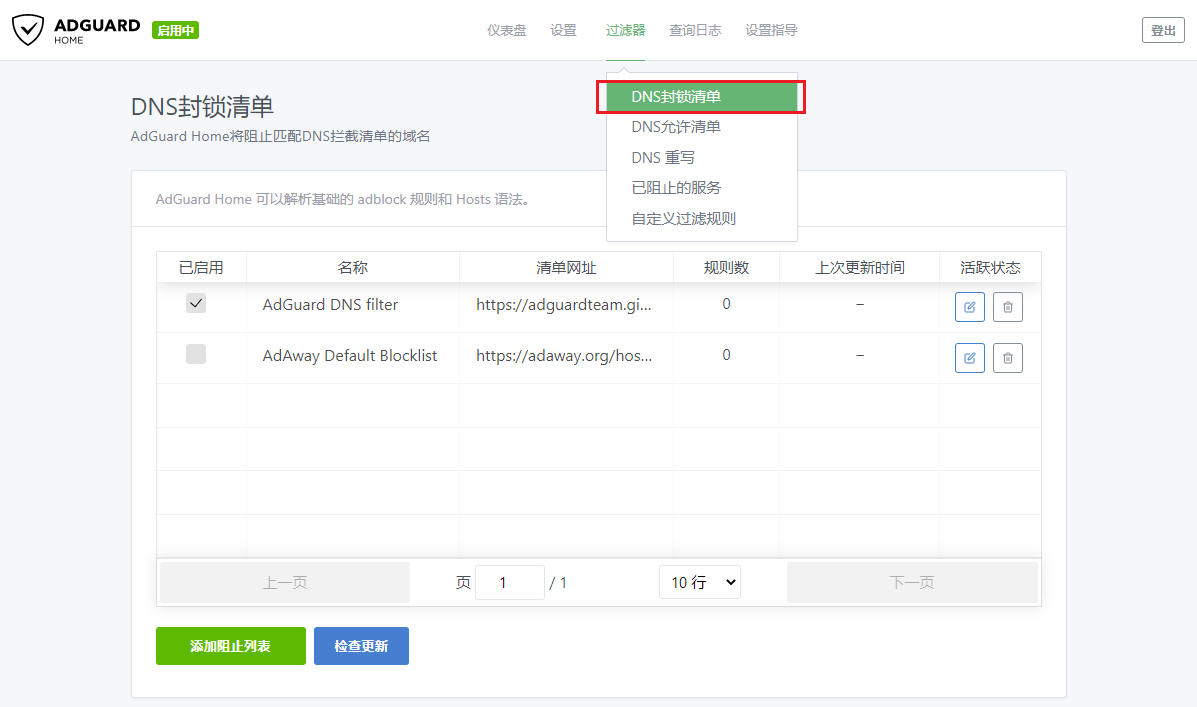 ADGUARD HOME 启用中 仪表盘 设置 过滤器 查询日志 设置指导 登出
DNS封锁清单
DNS允许清单
DNS 重写
已阻止的服务
自定义过滤规则
DNS封锁清单
AdGuard Home将阻止匹配DNS拦截清单的域名
AdGuard Home 可以解析基础的 adblock 规则和 Hosts 语法。
已启用 名称 清单网址 规则数 上次更新时间 活跃状态
AdGuard DNS filter https://adguardteam.gi... 0 –
AdAway Default Blocklist https://adaway.org/hos... 0 –
上一页 页 1 / 1 10 行 下一页
添加阻止列表 检查更新